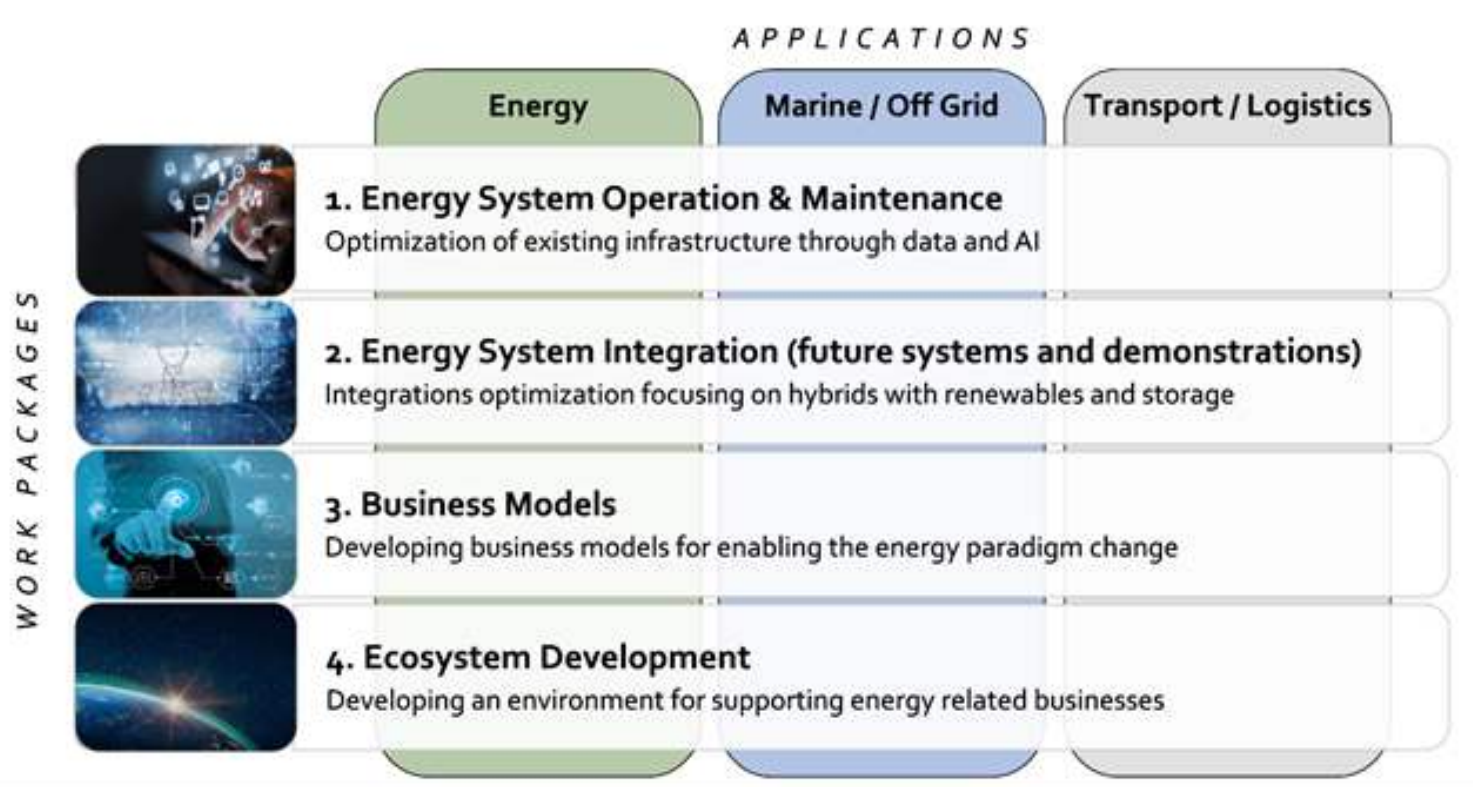 APPLICATIONS
Energy
Marine / Off Grid
Transport / Logistics
WORK PACKAGES
1. Energy System Operation & Maintenance
Optimization of existing infrastructure through data and AI
2. Energy System Integration (future systems and demonstrations)
Integrations optimization focusing on hybrids with renewables and storage
3. Business Models
Developing business models for enabling the energy paradigm change
4. Ecosystem Development
Developing an environment for supporting energy related businesses